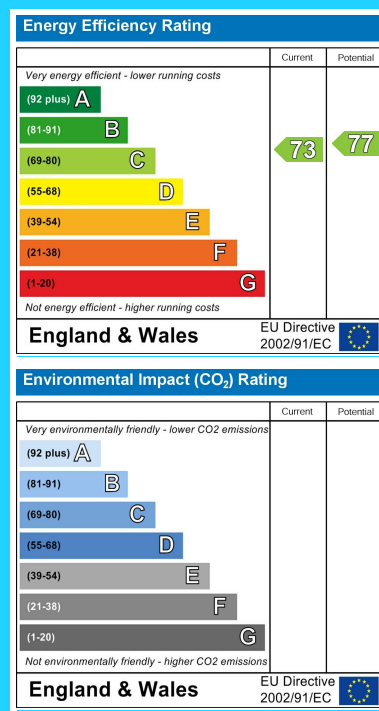 Energy Efficiency Rating
Current Potential
Very energy efficient - lower running costs
(92 plus) A
(81-91) B
(69-80) C
73 77
(55-68) D
(39-54) E
(21-38) F
(1-20) G
Not energy efficient - higher running costs
England & Wales
EU Directive
2002/91/EC
Environmental Impact (CO₂) Rating
Current Potential
Very environmentally friendly - lower CO2 emissions
(92 plus) A
(81-91) B
(69-80) C
(55-68) D
(39-54) E
(21-38) F
(1-20) G
Not environmentally friendly - higher CO2 emissions
England & Wales
EU Directive
2002/91/EC